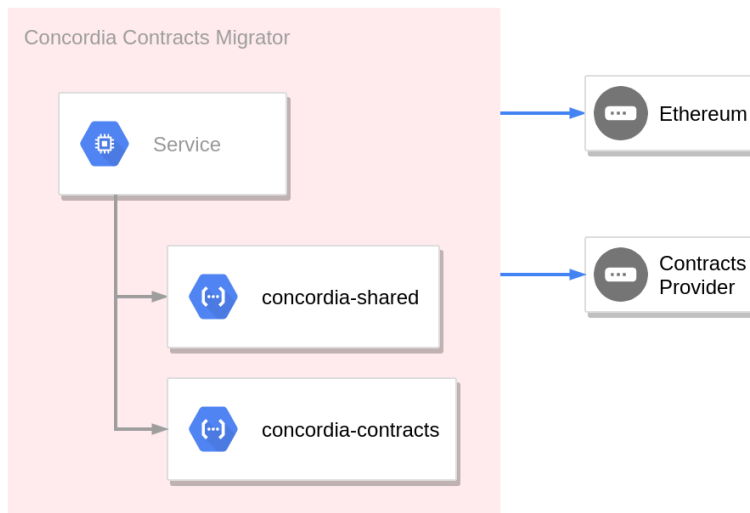 Concordia Contracts Migrator
Service
concordia-shared
concordia-contracts
Ethereum
Contracts
Provider